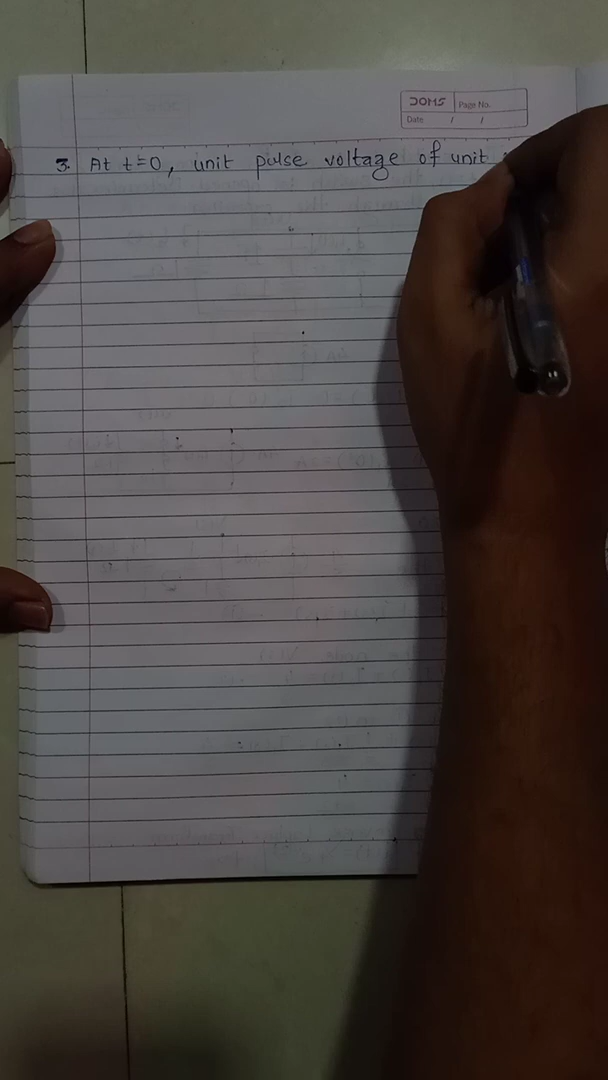 DOMS Page No.
Date / /
3. At t=0, unit pulse voltage of unit